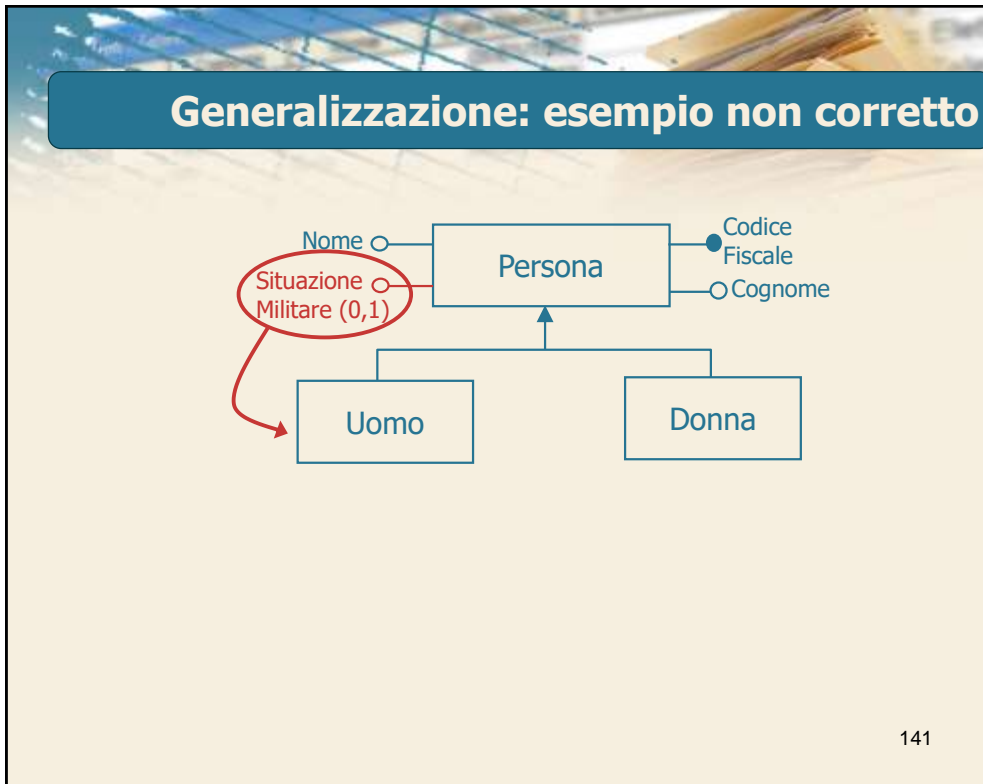 Generalizzazione: esempio non corretto
Nome
Situazione
Militare (0,1)
Persona
Codice
Fiscale
Cognome
Uomo
Donna
141